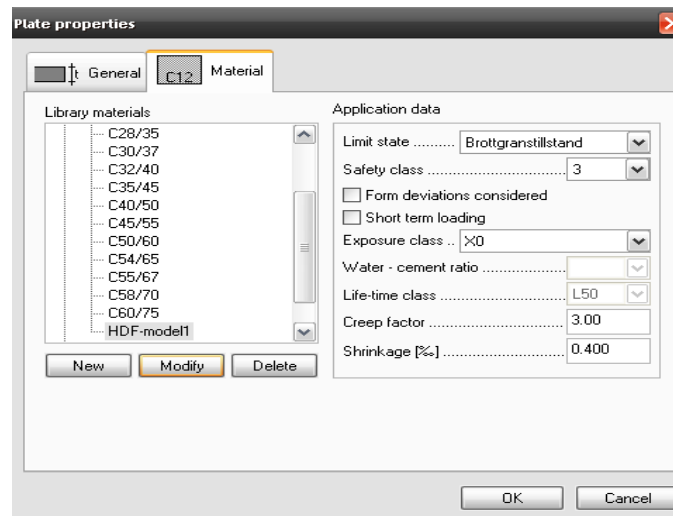 Plate properties
t General
C12 Material
Library materials
C28/35
C30/37
C32/40
C35/45
C40/50
C45/55
C50/60
C54/65
C55/67
C58/70
C60/75
HDF-model1
New Modify Delete
Application data
Limit state ......... Brottgranstillstand
Safety class ............................. 3
Form deviations considered
Short term loading
Exposure class .. X0
Water - cement ratio .................
Life-time class .......................... L50
Creep factor ............................. 3.00
Shrinkage [‰] .......................... 0.400
OK Cancel